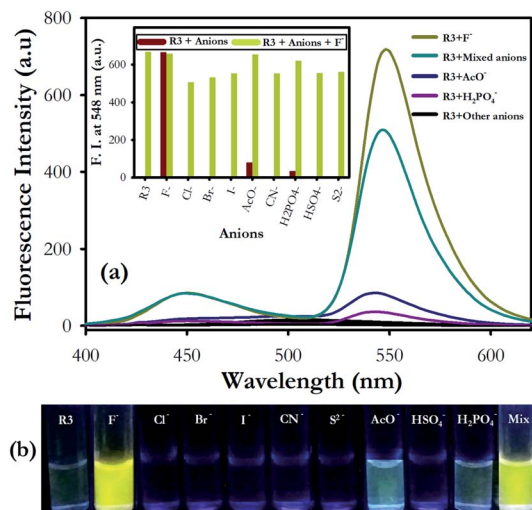 Fluorescence Intensity (a.u)
800
600
400
200
0
400
450
500
550
600
Wavelength (nm)
(a)
R3+F⁻
R3+Mixed anions
R3+AcO⁻
R3+H₂PO₄⁻
R3+Other anions
R3 + Anions
R3 + Anions + F⁻
F. I. at 548 nm (a.u.)
600
400
200
0
R3
F-
Cl-
Br-
I-
AcO-
CN-
H2PO4-
HSO4-
S2-
Anions
(b)
R3 F⁻ Cl⁻ Br⁻ I⁻ CN⁻ S²⁻ AcO⁻ HSO₄⁻ H₂PO₄⁻ Mix